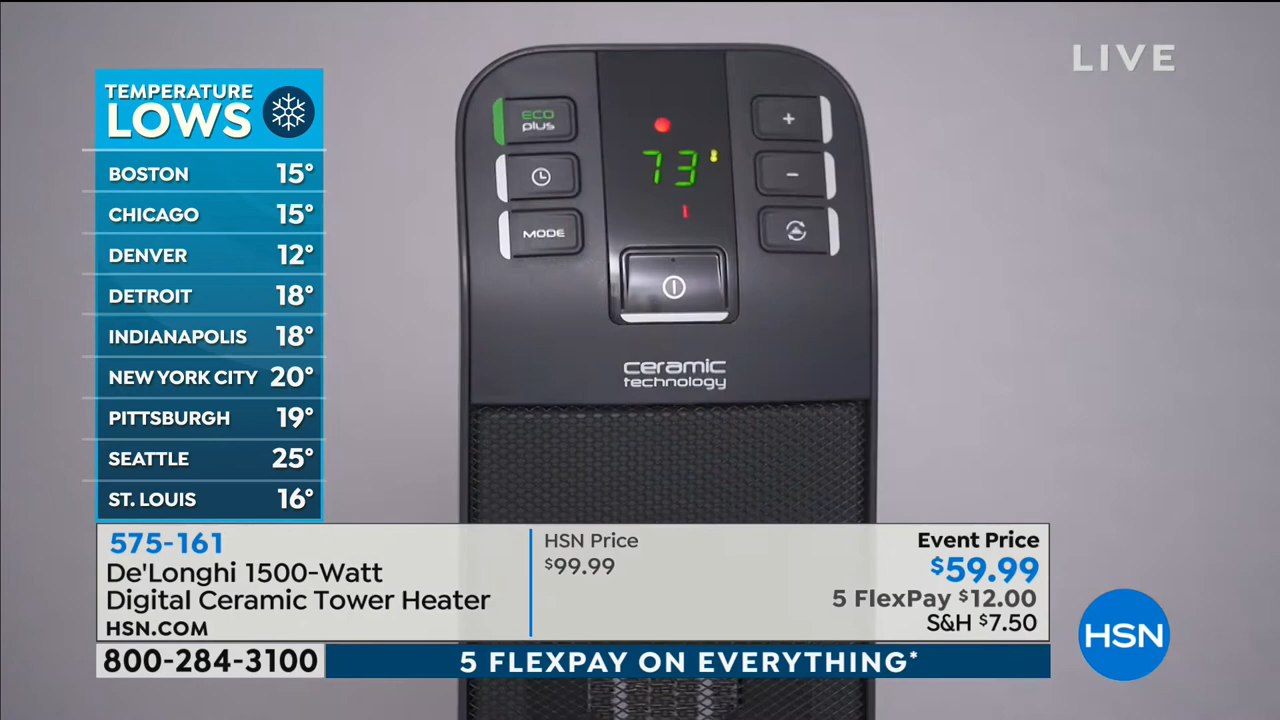 LIVE
TEMPERATURE
LOWS
BOSTON 15°
CHICAGO 15°
DENVER 12°
DETROIT 18°
INDIANAPOLIS 18°
NEW YORK CITY 20°
PITTSBURGH 19°
SEATTLE 25°
ST. LOUIS 16°
ECO
plus
MODE
73
+
-
ceramic
technology
575-161
De'Longhi 1500-Watt
Digital Ceramic Tower Heater
HSN.COM
HSN Price
$99.99
Event Price
$59.99
5 FlexPay $12.00
S&H $7.50
800-284-3100
5 FLEXPAY ON EVERYTHING*
HSN